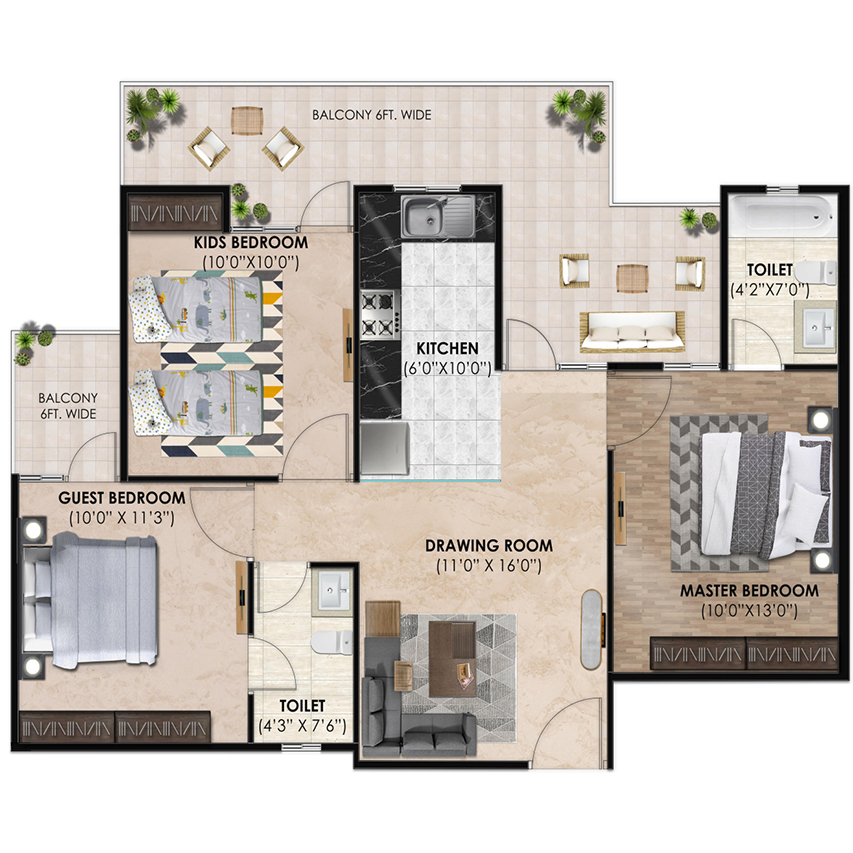 BALCONY 6FT. WIDE
KIDS BEDROOM
(10'0"X10'0")
TOILET
(4'2"X7'0")
KITCHEN
(6'0"X10'0")
BALCONY
6FT. WIDE
GUEST BEDROOM
(10'0" X 11'3")
DRAWING ROOM
(11'0" X 16'0")
MASTER BEDROOM
(10'0"X13'0")
TOILET
(4'3" X 7'6")